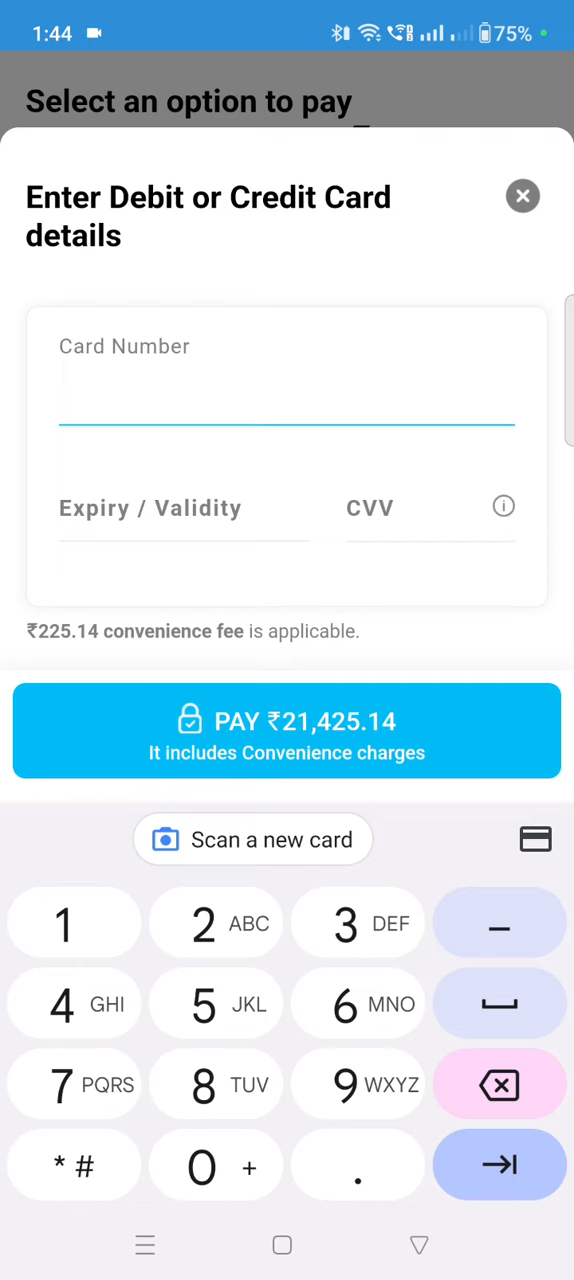 1:44
75%
Select an option to pay
Enter Debit or Credit Card
details
Card Number
Expiry / Validity
CVV
₹225.14 convenience fee is applicable.
PAY ₹21,425.14
It includes Convenience charges
Scan a new card
1
2 ABC
3 DEF
–
4 GHI
5 JKL
6 MNO
7 PQRS
8 TUV
9 WXYZ
* #
0 +
.